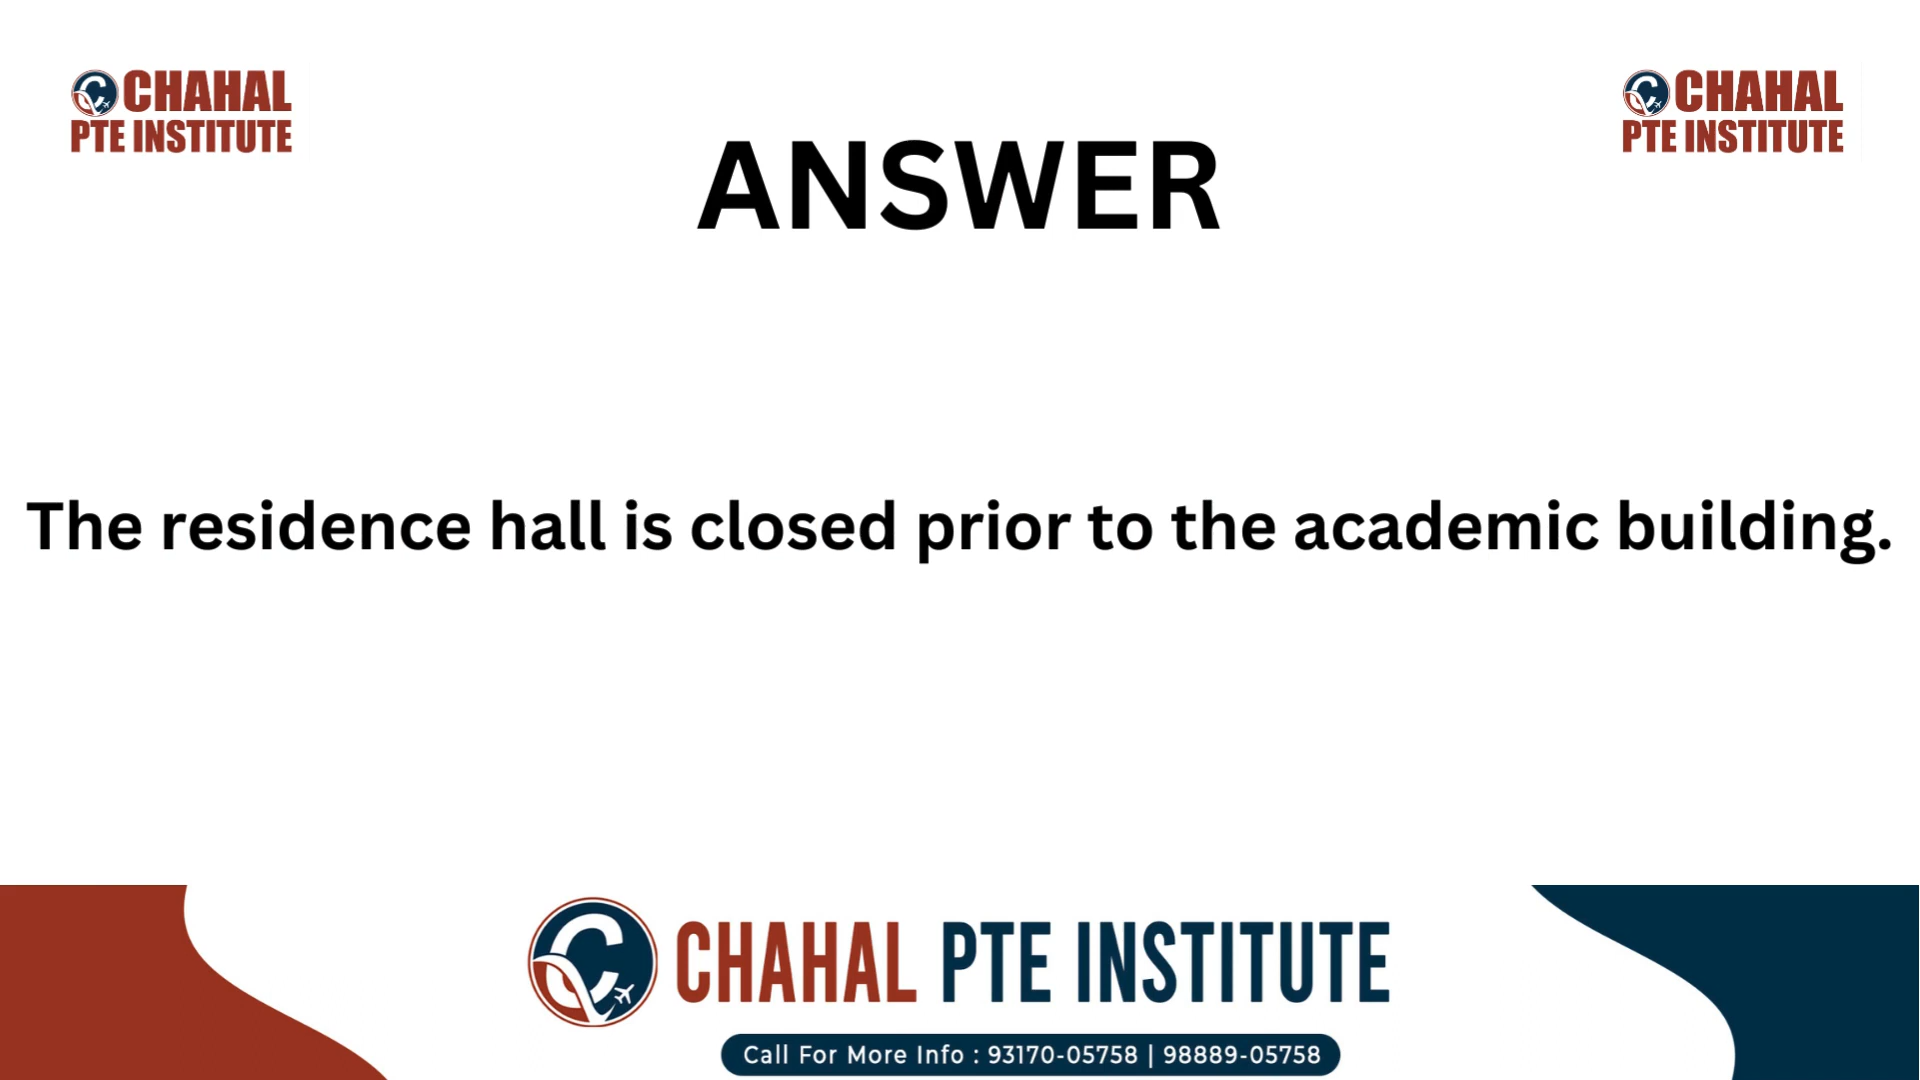 CHAHAL
PTE INSTITUTE
CHAHAL
PTE INSTITUTE
ANSWER
The residence hall is closed prior to the academic building.
CHAHAL PTE INSTITUTE
Call For More Info : 93170-05758 | 98889-05758